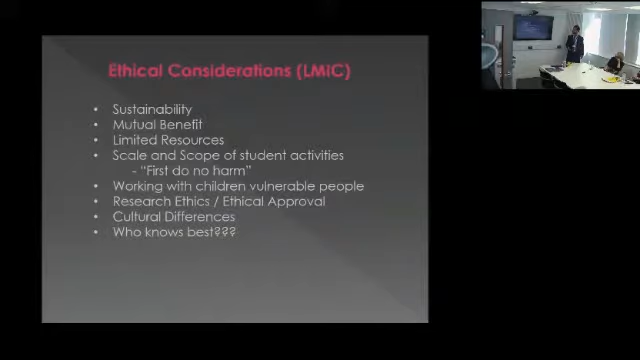 Ethical Considerations (LMIC)
• Sustainability
• Mutual Benefit
• Limited Resources
• Scale and Scope of student activities
- "First do no harm"
• Working with children vulnerable people
• Research Ethics / Ethical Approval
• Cultural Differences
• Who knows best???